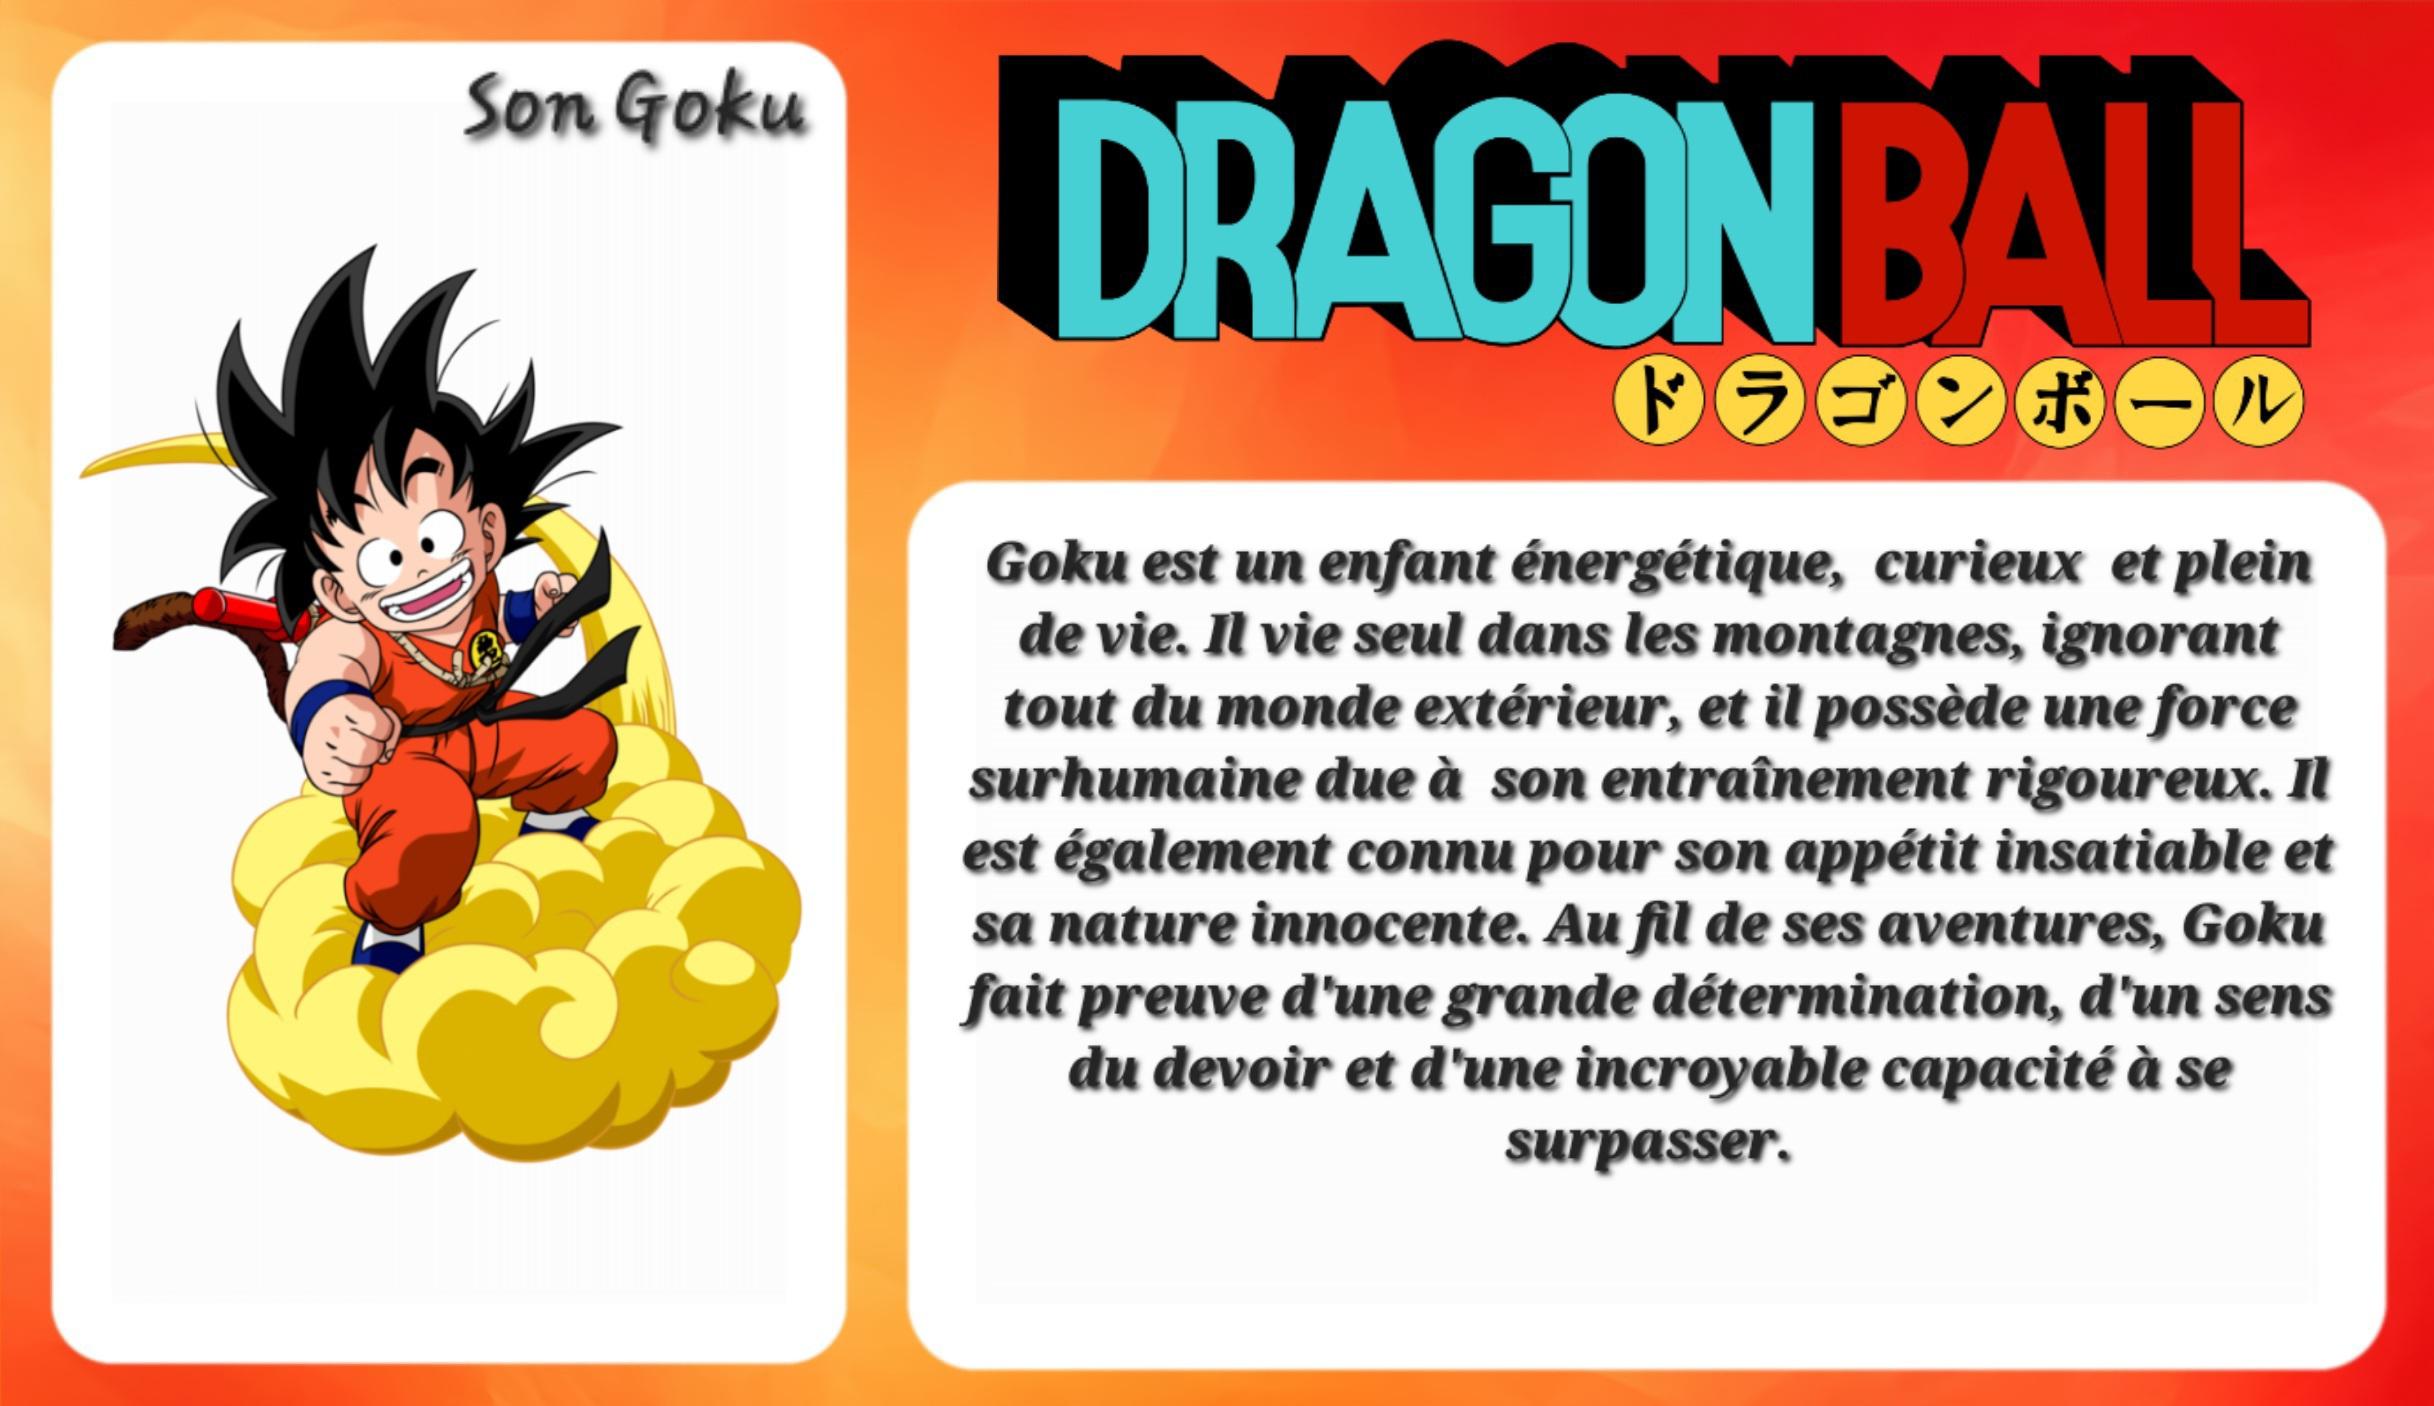 Son Goku
DRAGON BALL
ドラゴンボール
Goku est un enfant énergétique, curieux et plein
de vie. Il vie seul dans les montagnes, ignorant
tout du monde extérieur, et il possède une force
surhumaine due à son entraînement rigoureux. Il
est également connu pour son appétit insatiable et
sa nature innocente. Au fil de ses aventures, Goku
fait preuve d'une grande détermination, d'un sens
du devoir et d'une incroyable capacité à se
surpasser.